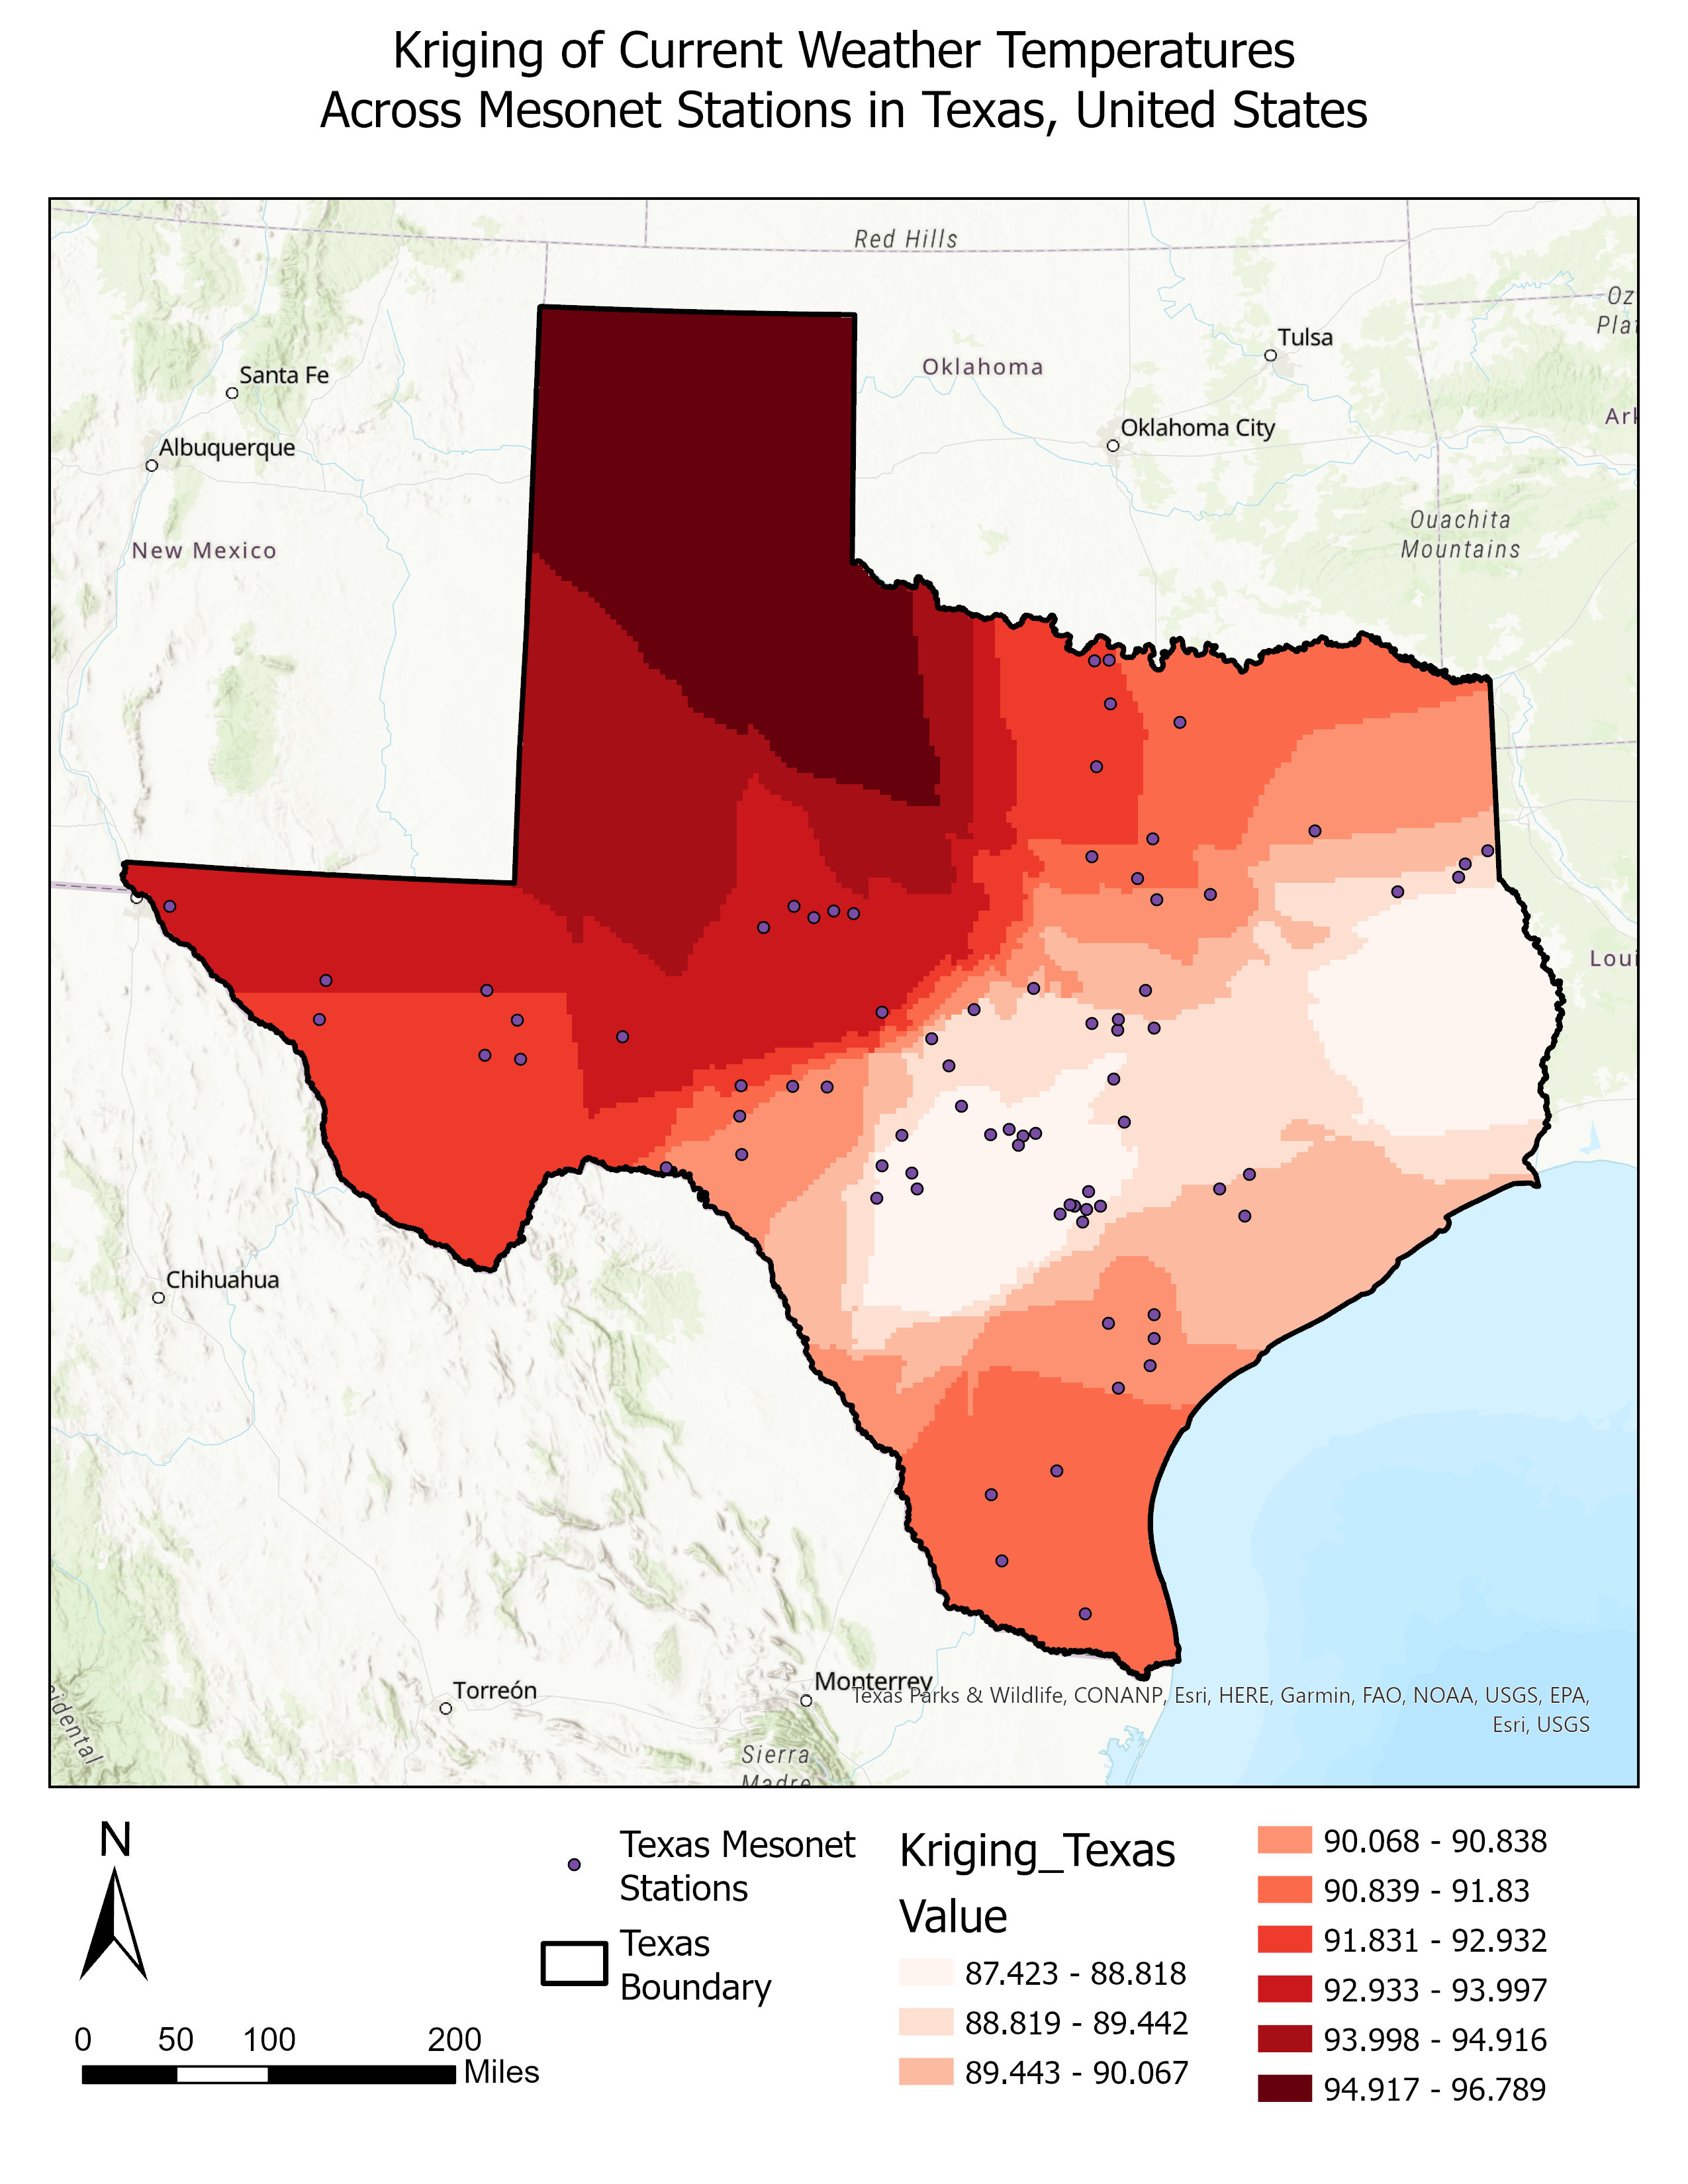 Kriging of Current Weather Temperatures
Across Mesonet Stations in Texas, United States
Red Hills
Oz
Pla
Tulsa
Oklahoma
Santa Fe
Ark
Oklahoma City
Albuquerque
Ouachita
Mountains
New Mexico
Loui
Chihuahua
Monterrey
Torreón
Texas Parks & Wildlife, CONANP, Esri, HERE, Garmin, FAO, NOAA, USGS, EPA,
Esri, USGS
idental
Sierra
Madre
N
0 50 100 200
Miles
Texas Mesonet
Stations
Texas
Boundary
Kriging_Texas
Value
87.423 - 88.818
88.819 - 89.442
89.443 - 90.067
90.068 - 90.838
90.839 - 91.83
91.831 - 92.932
92.933 - 93.997
93.998 - 94.916
94.917 - 96.789